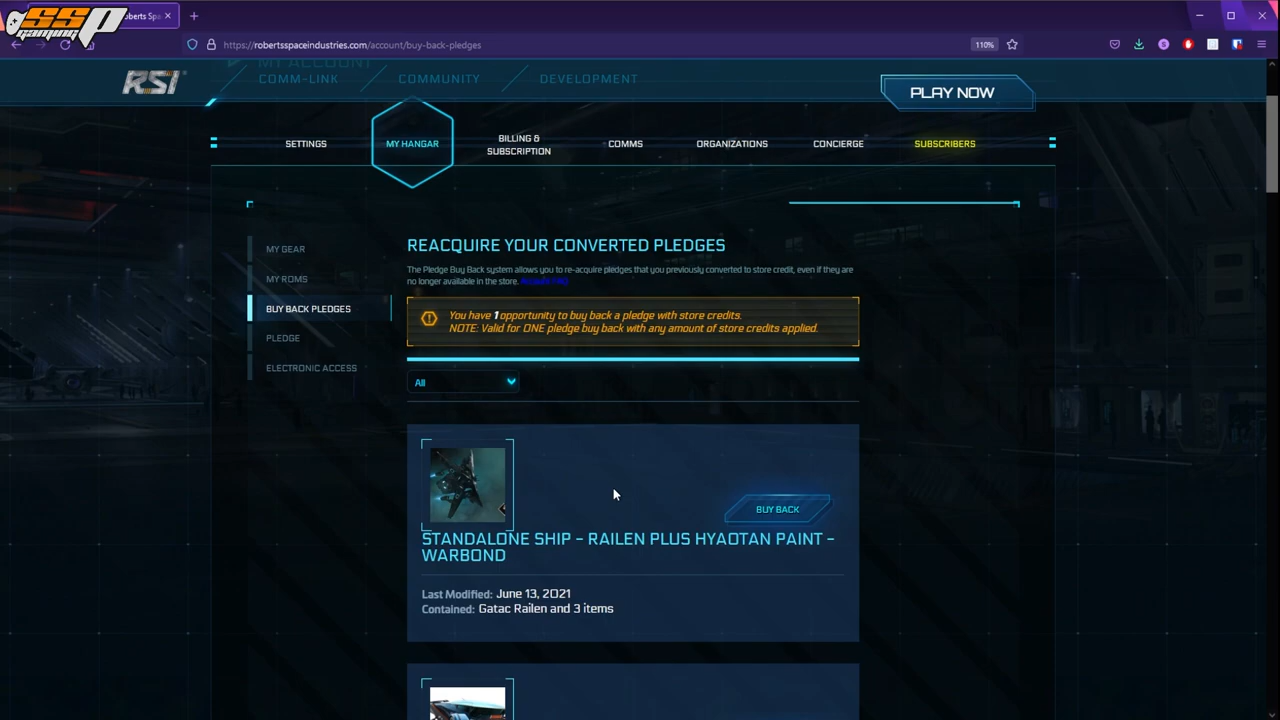 SSP
GAMING
oberts Spa
https://robertsspaceindustries.com/account/buy-back-pledges
110%
MY ACCOUNT
RSI
COMM-LINK
COMMUNITY
DEVELOPMENT
PLAY NOW
SETTINGS
MY HANGAR
BILLING &
SUBSCRIPTION
COMMS
ORGANIZATIONS
CONCIERGE
SUBSCRIBERS
MY GEAR
MY ROMS
BUY BACK PLEDGES
PLEDGE
ELECTRONIC ACCESS
REACQUIRE YOUR CONVERTED PLEDGES
The Pledge Buy Back system allows you to re-acquire pledges that you previously converted to store credit, even if they are
no longer available in the store.
You have 1 opportunity to buy back a pledge with store credits.
NOTE: Valid for ONE pledge buy back with any amount of store credits applied.
All
BUY BACK
STANDALONE SHIP - RAILEN PLUS HYAOTAN PAINT -
WARBOND
Last Modified: June 13, 2021
Contained: Gatac Railen and 3 items